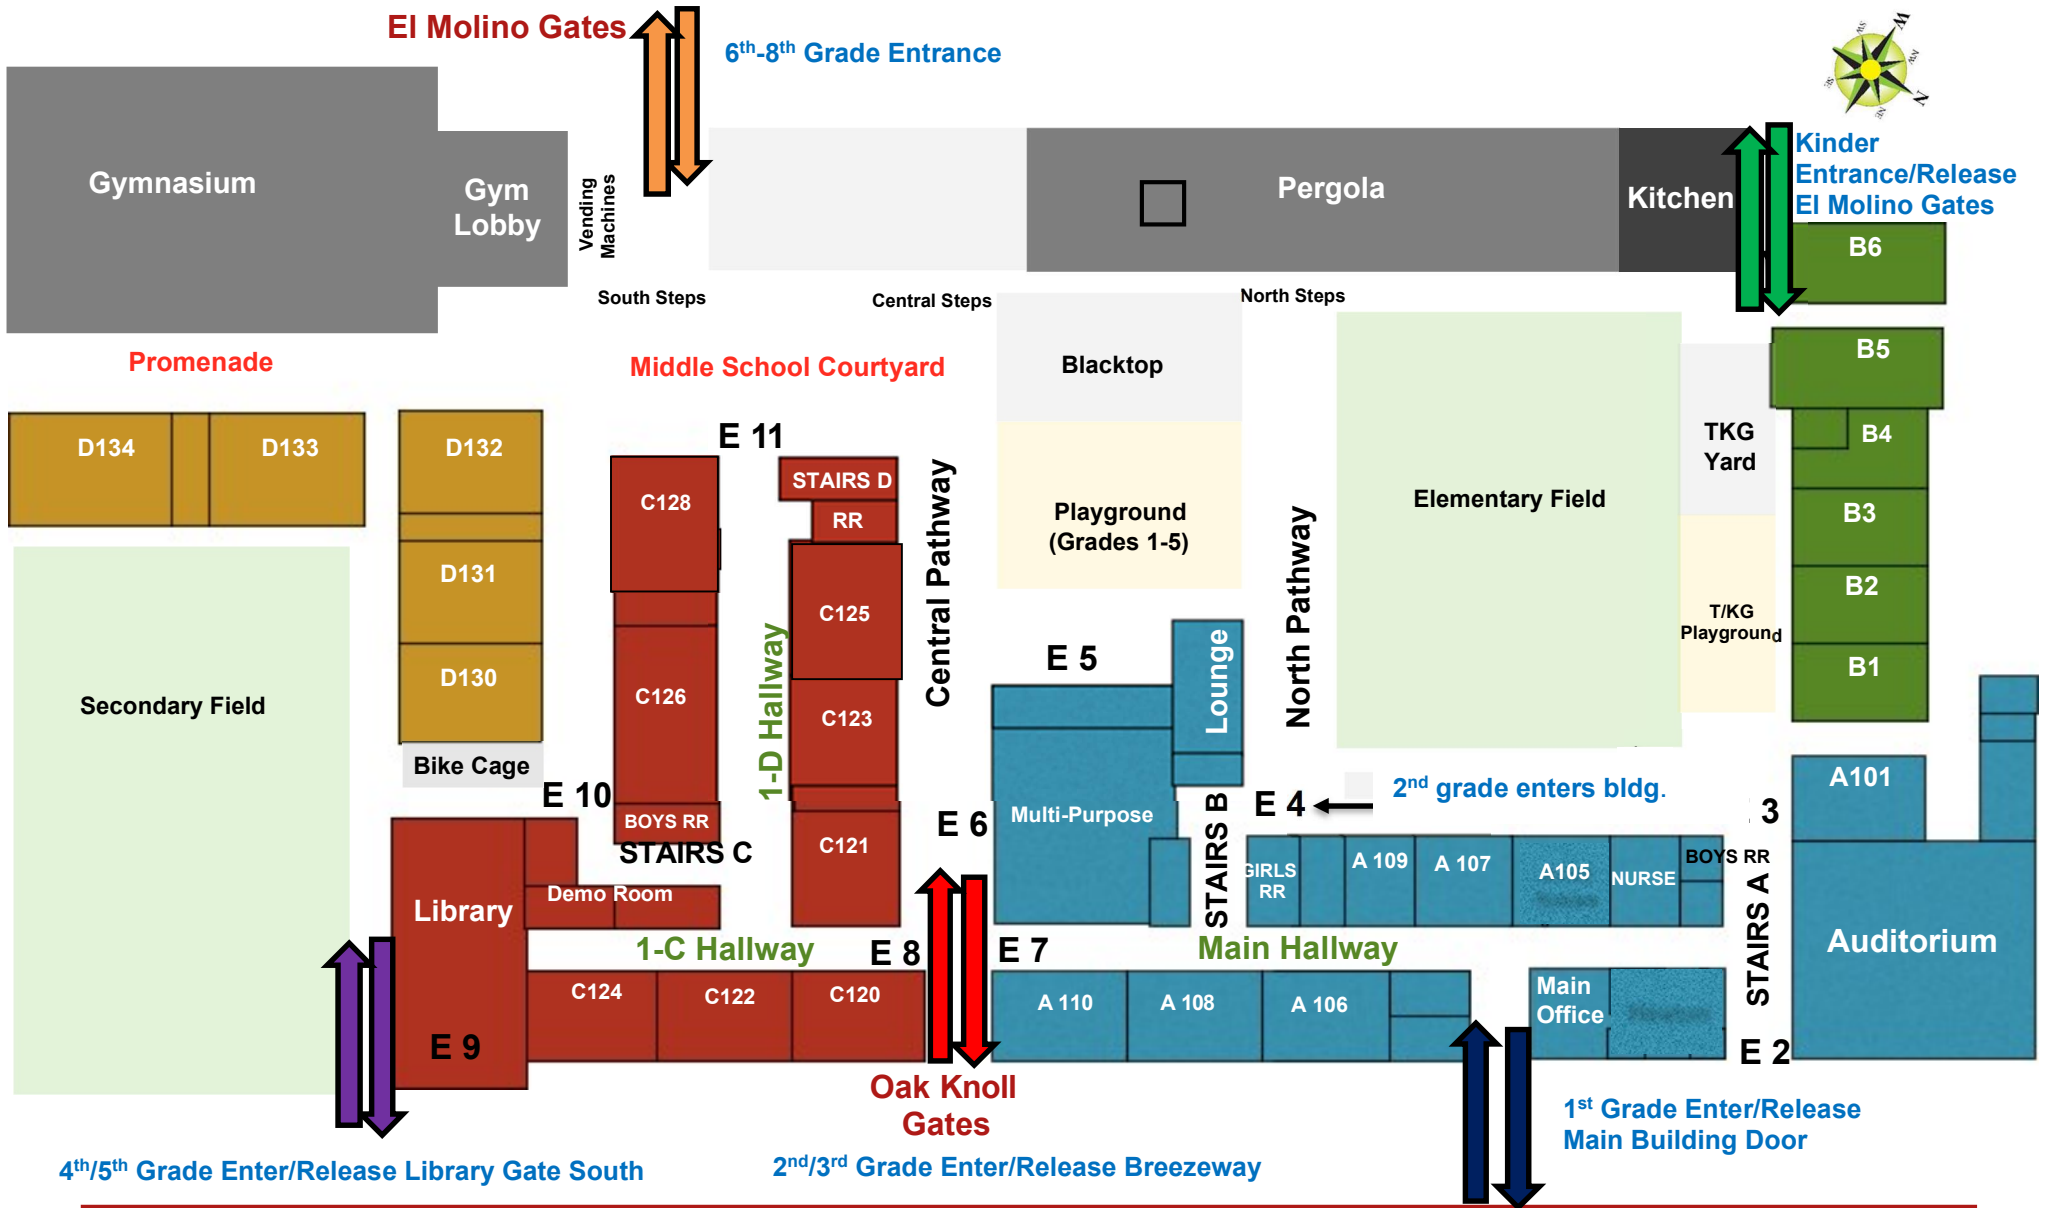 El Molino Gates
6th-8th Grade Entrance
W
SW
NW
SE
N
NE
Kinder
Entrance/Release
El Molino Gates
Gymnasium
Gym
Lobby
Vending
Machines
Pergola
Kitchen
B6
South Steps
Central Steps
North Steps
Promenade
Middle School Courtyard
Blacktop
B5
D134
D133
D132
E 11
C128
STAIRS D
RR
Central Pathway
Playground
(Grades 1-5)
North Pathway
Elementary Field
TKG
Yard
B4
B3
D131
C125
B2
T/KG
Playground
B1
D130
C126
1-D Hallway
C123
E 5
Lounge
Secondary Field
Bike Cage
E 10
BOYS RR
STAIRS C
C121
E 6
Multi-Purpose
STAIRS B
E 4
2nd grade enters bldg.
A101
3
GIRLS
RR
A 109
A 107
A105
NURSE
BOYS RR
STAIRS A
Library
Demo Room
1-C Hallway
E 8
E 7
Main Hallway
Auditorium
C124
C122
C120
A 110
A 108
A 106
Main
Office
E 9
E 2
Oak Knoll
Gates
1st Grade Enter/Release
Main Building Door
4th/5th Grade Enter/Release Library Gate South
2nd/3rd Grade Enter/Release Breezeway